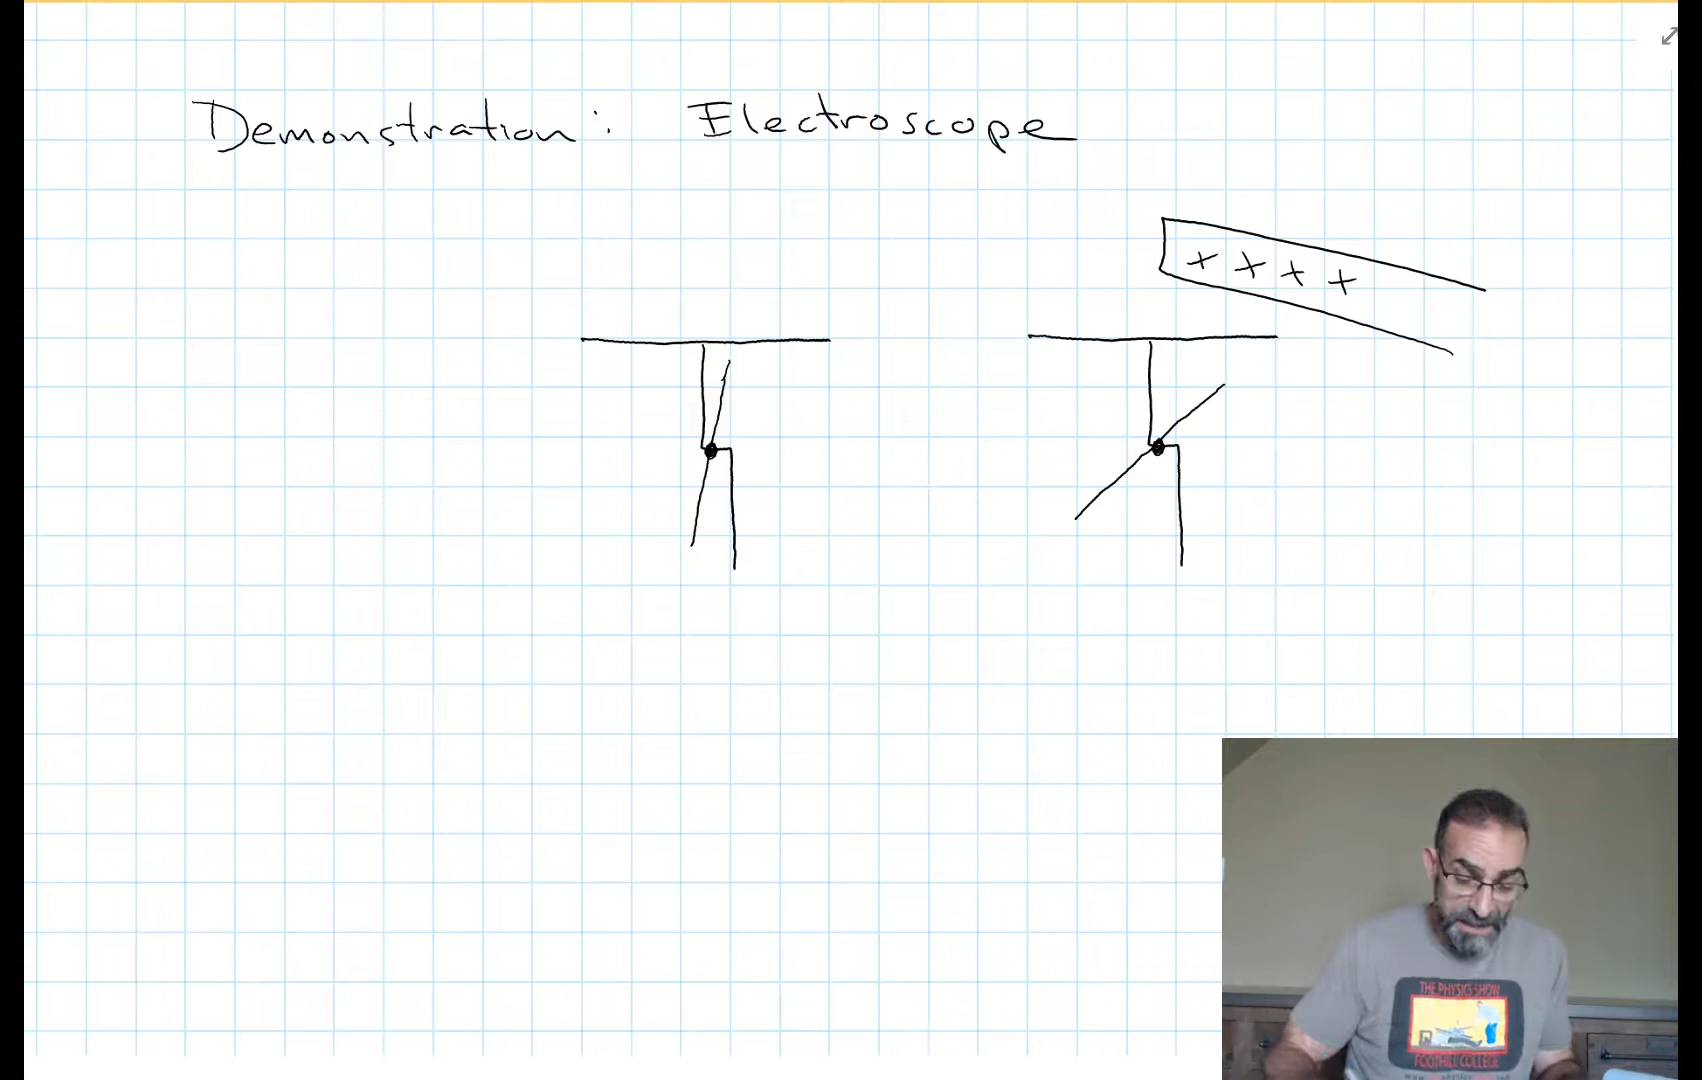 Demonstration: Electroscope
+ + + +
THE PHYSICS SHOW
FOOTHILL COLLEGE